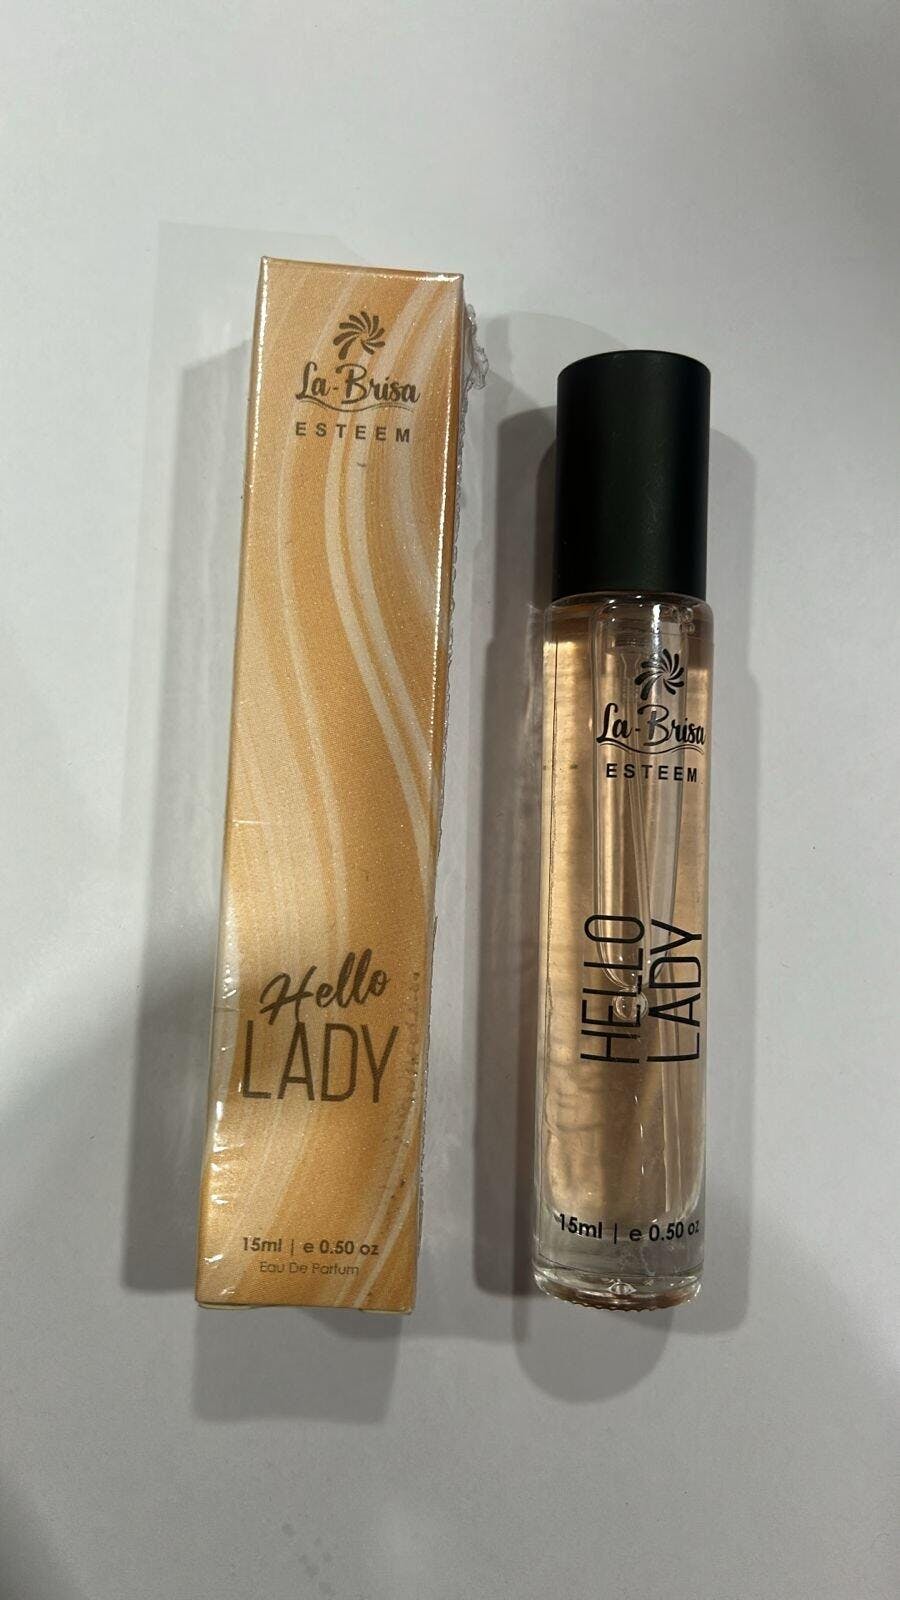 La-Brisa
ESTEEM
Hello
LADY
15ml | e 0.50 oz
Eau De Parfum
La-Brisa
ESTEEM
HELLO
LADY
15ml | e 0.50 oz